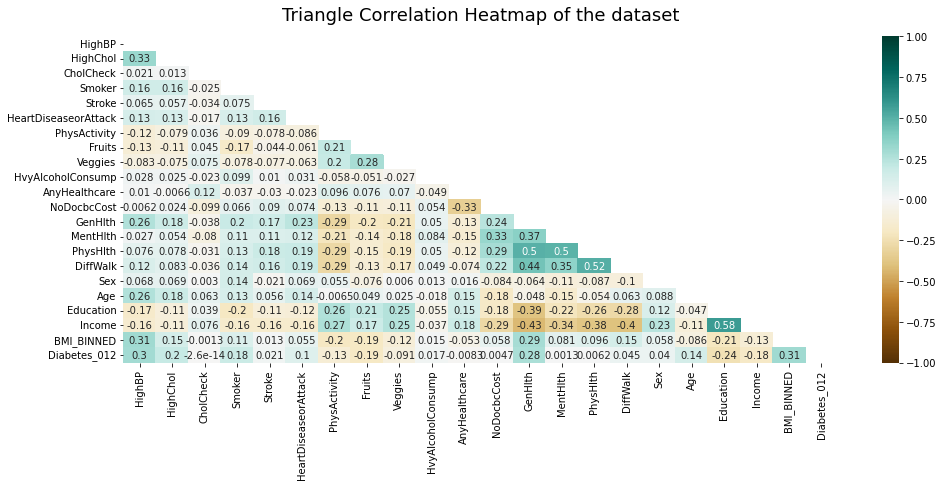 Triangle Correlation Heatmap of the dataset
HighBP
HighChol 0.33
CholCheck 0.021 0.013
Smoker 0.16 0.16 -0.025
Stroke 0.065 0.057 -0.034 0.075
HeartDiseaseorAttack 0.13 0.13 -0.017 0.13 0.16
PhysActivity -0.12 -0.079 0.036 -0.09 -0.078 -0.086
Fruits -0.13 -0.11 0.045 -0.17 -0.044 -0.061 0.21
Veggies -0.083 -0.075 0.075 -0.078 -0.077 -0.063 0.2 0.28
HvyAlcoholConsump 0.028 0.025 -0.023 0.099 0.01 0.031 -0.058 -0.051 -0.027
AnyHealthcare 0.01 -0.0066 0.12 -0.037 -0.03 -0.023 0.096 0.076 0.07 -0.049
NoDocbcCost 0.0062 0.024 -0.099 0.066 0.09 0.074 -0.13 -0.11 -0.11 0.054 -0.33
GenHlth 0.26 0.18 -0.038 0.2 0.17 0.23 -0.29 -0.2 -0.21 0.05 -0.13 0.24
MentHlth 0.027 0.054 -0.08 0.11 0.11 0.12 -0.21 -0.14 -0.18 0.084 -0.15 0.33 0.37
PhysHlth 0.076 0.078 -0.031 0.13 0.18 0.19 -0.29 -0.15 -0.19 0.05 -0.12 0.29 0.5 0.5
DiffWalk 0.12 0.083 -0.036 0.14 0.16 0.19 -0.29 -0.13 -0.17 0.049 -0.074 0.22 0.44 0.35 0.52
Sex 0.068 0.069 0.003 0.14 -0.021 0.069 0.055 -0.076 0.006 0.013 0.016 -0.084 -0.064 -0.11 -0.087 -0.1
Age 0.26 0.18 0.063 0.13 0.056 0.14 -0.0065 0.049 0.025 -0.018 0.15 -0.18 -0.048 -0.15 -0.054 0.063 0.088
Education -0.17 -0.11 0.039 -0.2 -0.11 -0.12 0.26 0.21 0.25 0.055 0.15 -0.2 -0.39 -0.22 -0.26 -0.28 0.12 -0.047
Income -0.16 -0.11 0.076 -0.16 -0.16 -0.16 0.27 0.17 0.25 -0.037 0.18 -0.29 -0.43 -0.34 -0.38 -0.4 0.23 -0.11 0.58
BMI_BINNED 0.31 0.15 -0.0013 0.11 0.013 0.055 -0.2 -0.19 -0.12 0.015 -0.053 0.058 0.29 0.081 0.096 0.15 0.04 -0.086 -0.21 -0.13
Diabetes_012 0.3 0.2 -2.6e-14 0.18 0.021 0.1 -0.13 -0.19 -0.091 0.017 -0.0083 0.0047 0.28 0.0013 0.0062 0.045 0.058 0.14 -0.24 -0.18 0.31
HighBP
HighChol
CholCheck
Smoker
Stroke
HeartDiseaseorAttack
PhysActivity
Fruits
Veggies
HvyAlcoholConsump
AnyHealthcare
NoDocbcCost
GenHlth
MentHlth
PhysHlth
DiffWalk
Sex
Age
Education
Income
BMI_BINNED
Diabetes_012
1.00
0.75
0.50
0.25
0.00
−0.25
−0.50
−0.75
−1.00